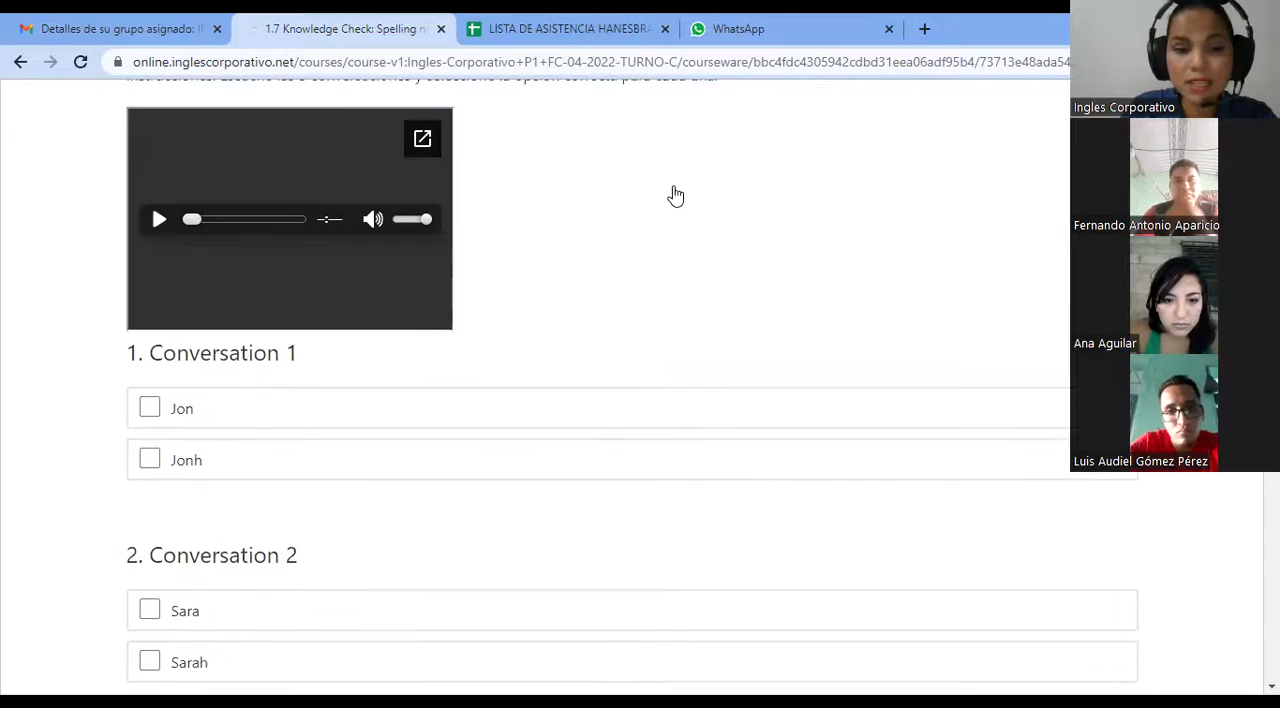 Detalles de su grupo asignado: I
1.7 Knowledge Check: Spelling n
LISTA DE ASISTENCIA HANESBRA
WhatsApp
online.inglescorporativo.net/courses/course-v1:Ingles-Corporativo+P1+FC-04-2022-TURNO-C/courseware/bbc4fdc4305942cdbd31eea06adf95b4/73713e48ada54
Ingles Corporativo
Fernando Antonio Aparicio
Ana Aguilar
Luis Audiel Gómez Pérez
-:--
1. Conversation 1
Jon
Jonh
2. Conversation 2
Sara
Sarah